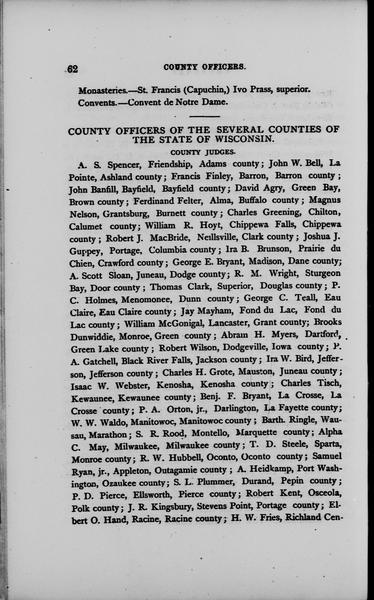 62
COUNTY OFFICERS.
Monasteries.—St. Francis (Capuchin,) Ivo Prass, superior.
Convents.—Convent de Notre Dame.
COUNTY OFFICERS OF THE SEVERAL COUNTIES OF
THE STATE OF WISCONSIN.
COUNTY JUDGES.
A. S. Spencer, Friendship, Adams county; John W. Bell, La
Pointe, Ashland county; Francis Finley, Barron, Barron county;
John Banfill, Bayfield, Bayfield county; David Agry, Green Bay,
Brown county; Ferdinand Felter, Alma, Buffalo county; Magnus
Nelson, Grantsburg, Burnett county; Charles Greening, Chilton,
Calumet county; William R. Hoyt, Chippewa Falls, Chippewa
county; Robert J. MacBride, Neillsville, Clark county; Joshua J.
Guppey, Portage, Columbia county; Ira B. Brunson, Prairie du
Chien, Crawford county; George E. Bryant, Madison, Dane county;
A. Scott Sloan, Juneau, Dodge county; R. M. Wright, Sturgeon
Bay, Door county; Thomas Clark, Superior, Douglas county; P.
C. Holmes, Menomonee, Dunn county; George C. Teall, Eau
Claire, Eau Claire county; Jay Mayham, Fond du Lac, Fond du
Lac county; William McGonigal, Lancaster, Grant county; Brooks
Dunwiddie, Monroe, Green county; Abram H. Myers, Dartford,
Green Lake county; Robert Wilson, Dodgeville, Iowa county; P.
A. Gatchell, Black River Falls, Jackson county; Ira W. Bird, Jeffer-
son, Jefferson county; Charles H. Grote, Mauston, Juneau county;
Isaac W. Webster, Kenosha, Kenosha county; Charles Tisch,
Kewaunee, Kewaunee county; Benj. F. Bryant, La Crosse, La
Crosse county; P. A. Orton, jr., Darlington, La Fayette county;
W. W. Waldo, Manitowoc, Manitowoc county; Barth. Ringle, Wau-
sau, Marathon; S. R. Rood, Montello, Marquette county; Alpha
C. May, Milwaukee, Milwaukee county; T. D. Steele, Sparta,
Monroe county; R. W. Hubbell, Oconto, Oconto county; Samuel
Ryan, jr., Appleton, Outagamie county; A. Heidkamp, Port Wash-
ington, Ozaukee county; S. L. Plummer, Durand, Pepin county;
P. D. Pierce, Ellsworth, Pierce county; Robert Kent, Osceola,
Polk county; J. R. Kingsbury, Stevens Point, Portage county; El-
bert O. Hand, Racine, Racine county; H. W. Fries, Richland Cen-